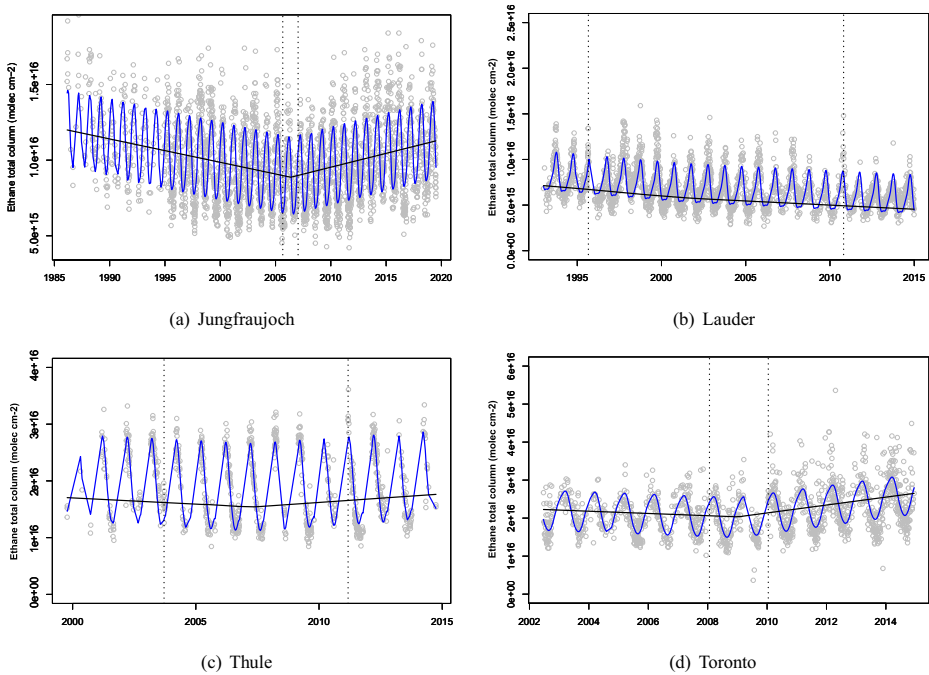 Ethane total column (molec cm−2)
1.5e+16
1.0e+16
5.0e+15
1985 1990 1995 2000 2005 2010 2015 2020
(a) Jungfraujoch
Ethane total column (molec cm−2)
2.5e+16
2.0e+16
1.5e+16
1.0e+16
5.0e+15
0.0e+00
1995 2000 2005 2010 2015
(b) Lauder
Ethane total column (molec cm−2)
4e+16
3e+16
2e+16
1e+16
0e+00
2000 2005 2010 2015
(c) Thule
Ethane total column (molec cm−2)
6e+16
5e+16
4e+16
3e+16
2e+16
1e+16
0e+00
2002 2004 2006 2008 2010 2012 2014
(d) Toronto